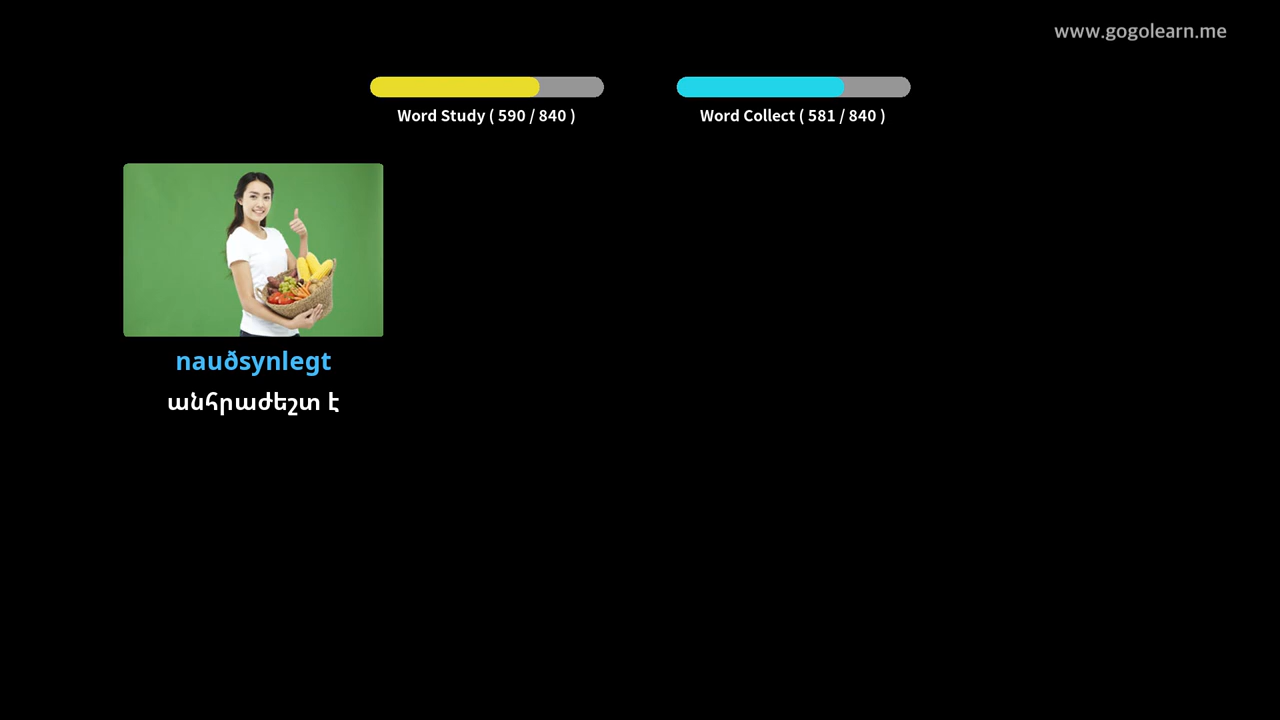 www.gogolearn.me
Word Study ( 590 / 840 )
Word Collect ( 581 / 840 )
nauðsynlegt
անհրաժեշտ է